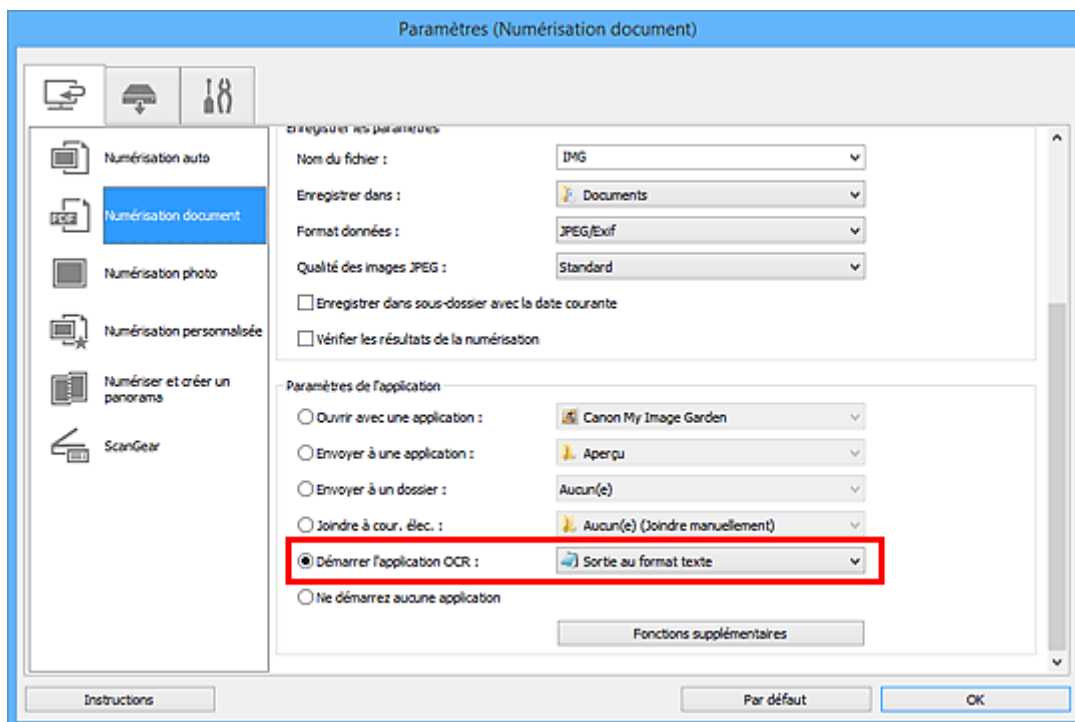 Paramètres (Numérisation document)
Numérisation auto
PDF
Numérisation document
Numérisation photo
Numérisation personnalisée
Numériser et créer un
panorama
ScanGear
Enregistrer les paramètres
Nom du fichier : IMG
Enregistrer dans : Documents
Format données : JPEG/Exif
Qualité des images JPEG : Standard
Enregistrer dans sous-dossier avec la date courante
Vérifier les résultats de la numérisation
Paramètres de l'application
Ouvrir avec une application : Canon My Image Garden
Envoyer à une application : Aperçu
Envoyer à un dossier : Aucun(e)
Joindre à cour. élec. : Aucun(e) (Joindre manuellement)
Démarrer l'application OCR : Sortie au format texte
Ne démarrez aucune application
Fonctions supplémentaires
Instructions
Par défaut
OK